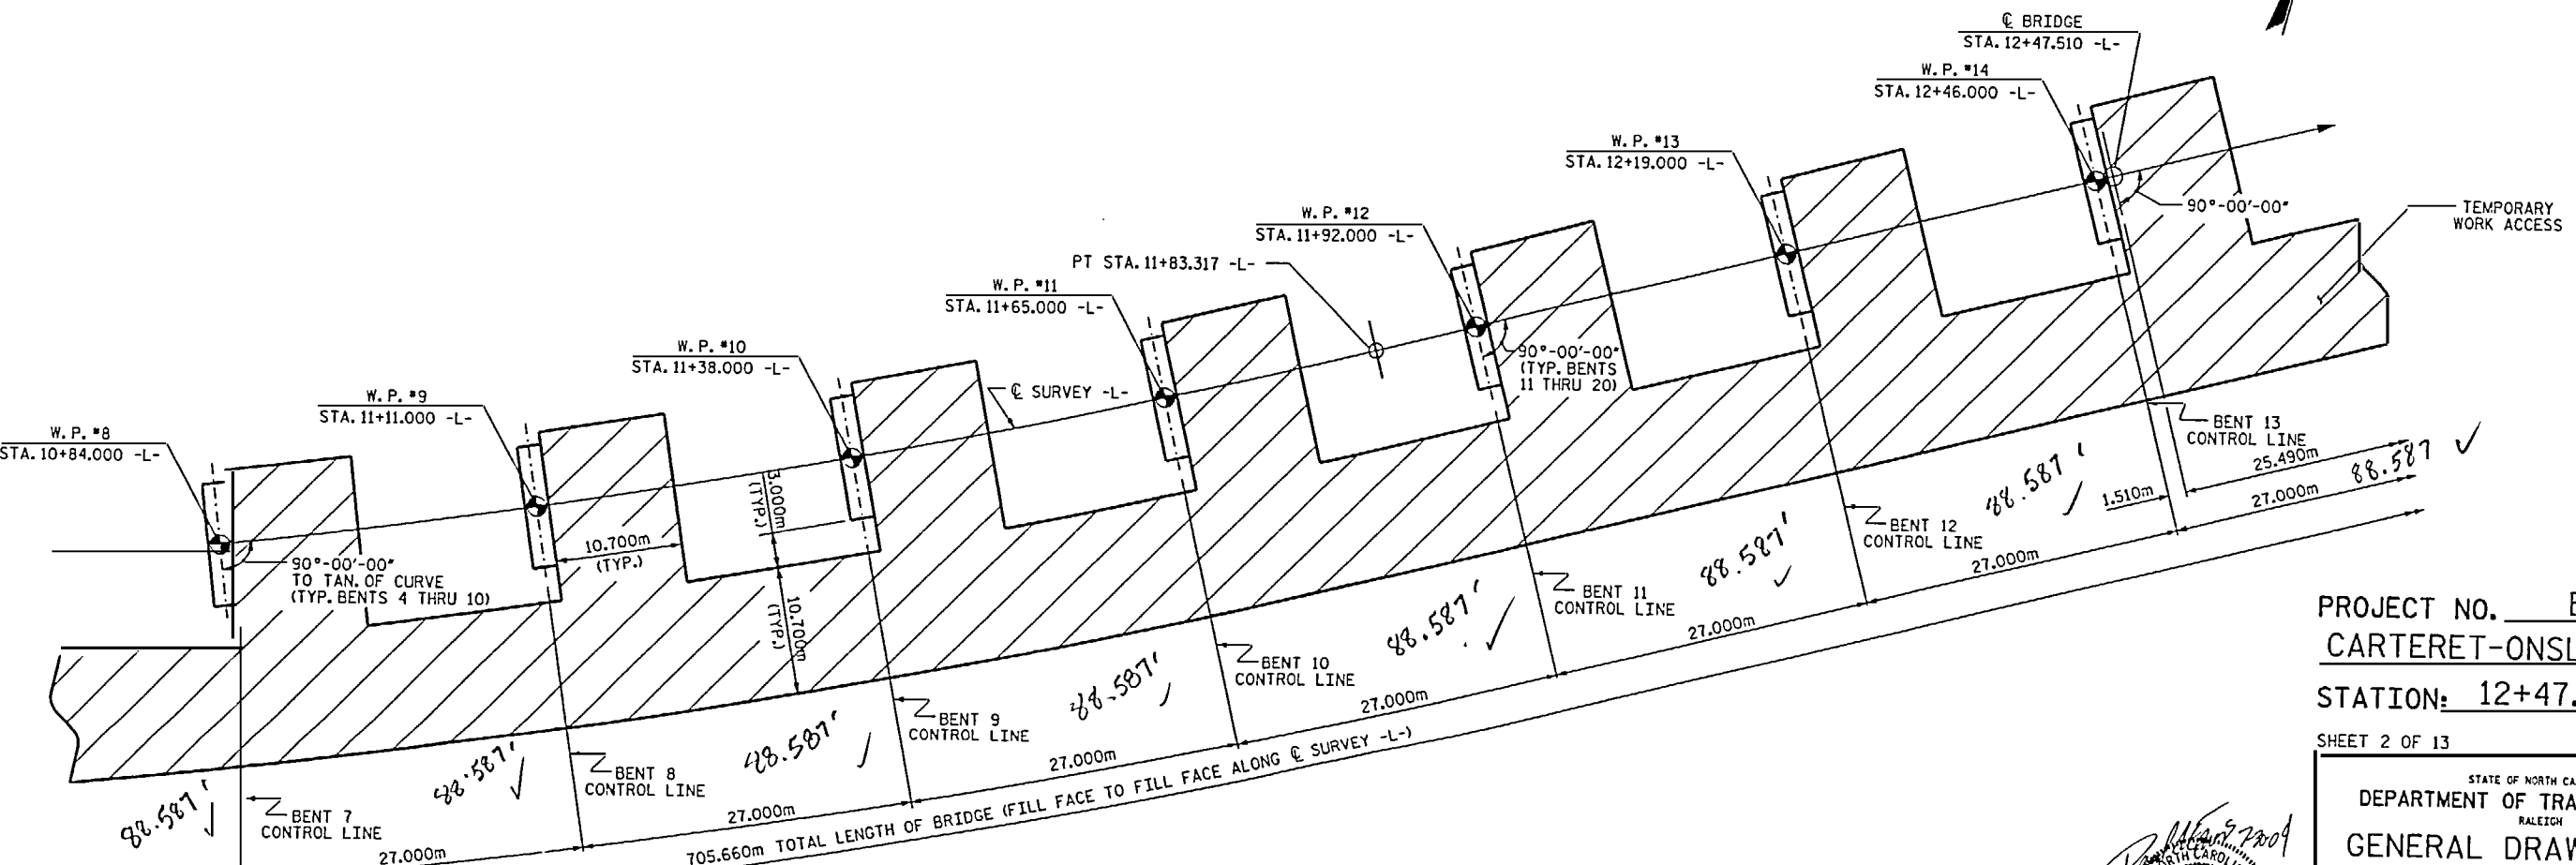 ℄ BRIDGE
STA. 12+47.510 -L-
W. P. #14
STA. 12+46.000 -L-
W. P. #13
STA. 12+19.000 -L-
W. P. #12
STA. 11+92.000 -L-
PT STA. 11+83.317 -L-
W. P. #11
STA. 11+65.000 -L-
W. P. #10
STA. 11+38.000 -L-
W. P. #9
STA. 11+11.000 -L-
W. P. #8
STA. 10+84.000 -L-
℄ SURVEY -L-
90°-00'-00"
TEMPORARY
WORK ACCESS
90°-00'-00"
(TYP. BENTS
11 THRU 20)
90°-00'-00"
TO TAN. OF CURVE
(TYP. BENTS 4 THRU 10)
10.700m
(TYP.)
3.000m
(TYP.)
10.700m
(TYP.)
BENT 13
CONTROL LINE
25.490m
1.510m
27.000m
88.587 ✓
BENT 12
CONTROL LINE
88.587' ✓
27.000m
BENT 11
CONTROL LINE
88.587' ✓
27.000m
BENT 10
CONTROL LINE
88.587' ✓
27.000m
BENT 9
CONTROL LINE
88.587' ✓
27.000m
BENT 8
CONTROL LINE
88.587' ✓
27.000m
BENT 7
CONTROL LINE
88.587' ✓
27.000m
88.587' ✓
705.660m TOTAL LENGTH OF BRIDGE (FILL FACE TO FILL FACE ALONG ℄ SURVEY -L-)
PROJECT NO.
CARTERET-ONSL
STATION: 12+47.
SHEET 2 OF 13
STATE OF NORTH CA
DEPARTMENT OF TRA
RALEIGH
GENERAL DRAW